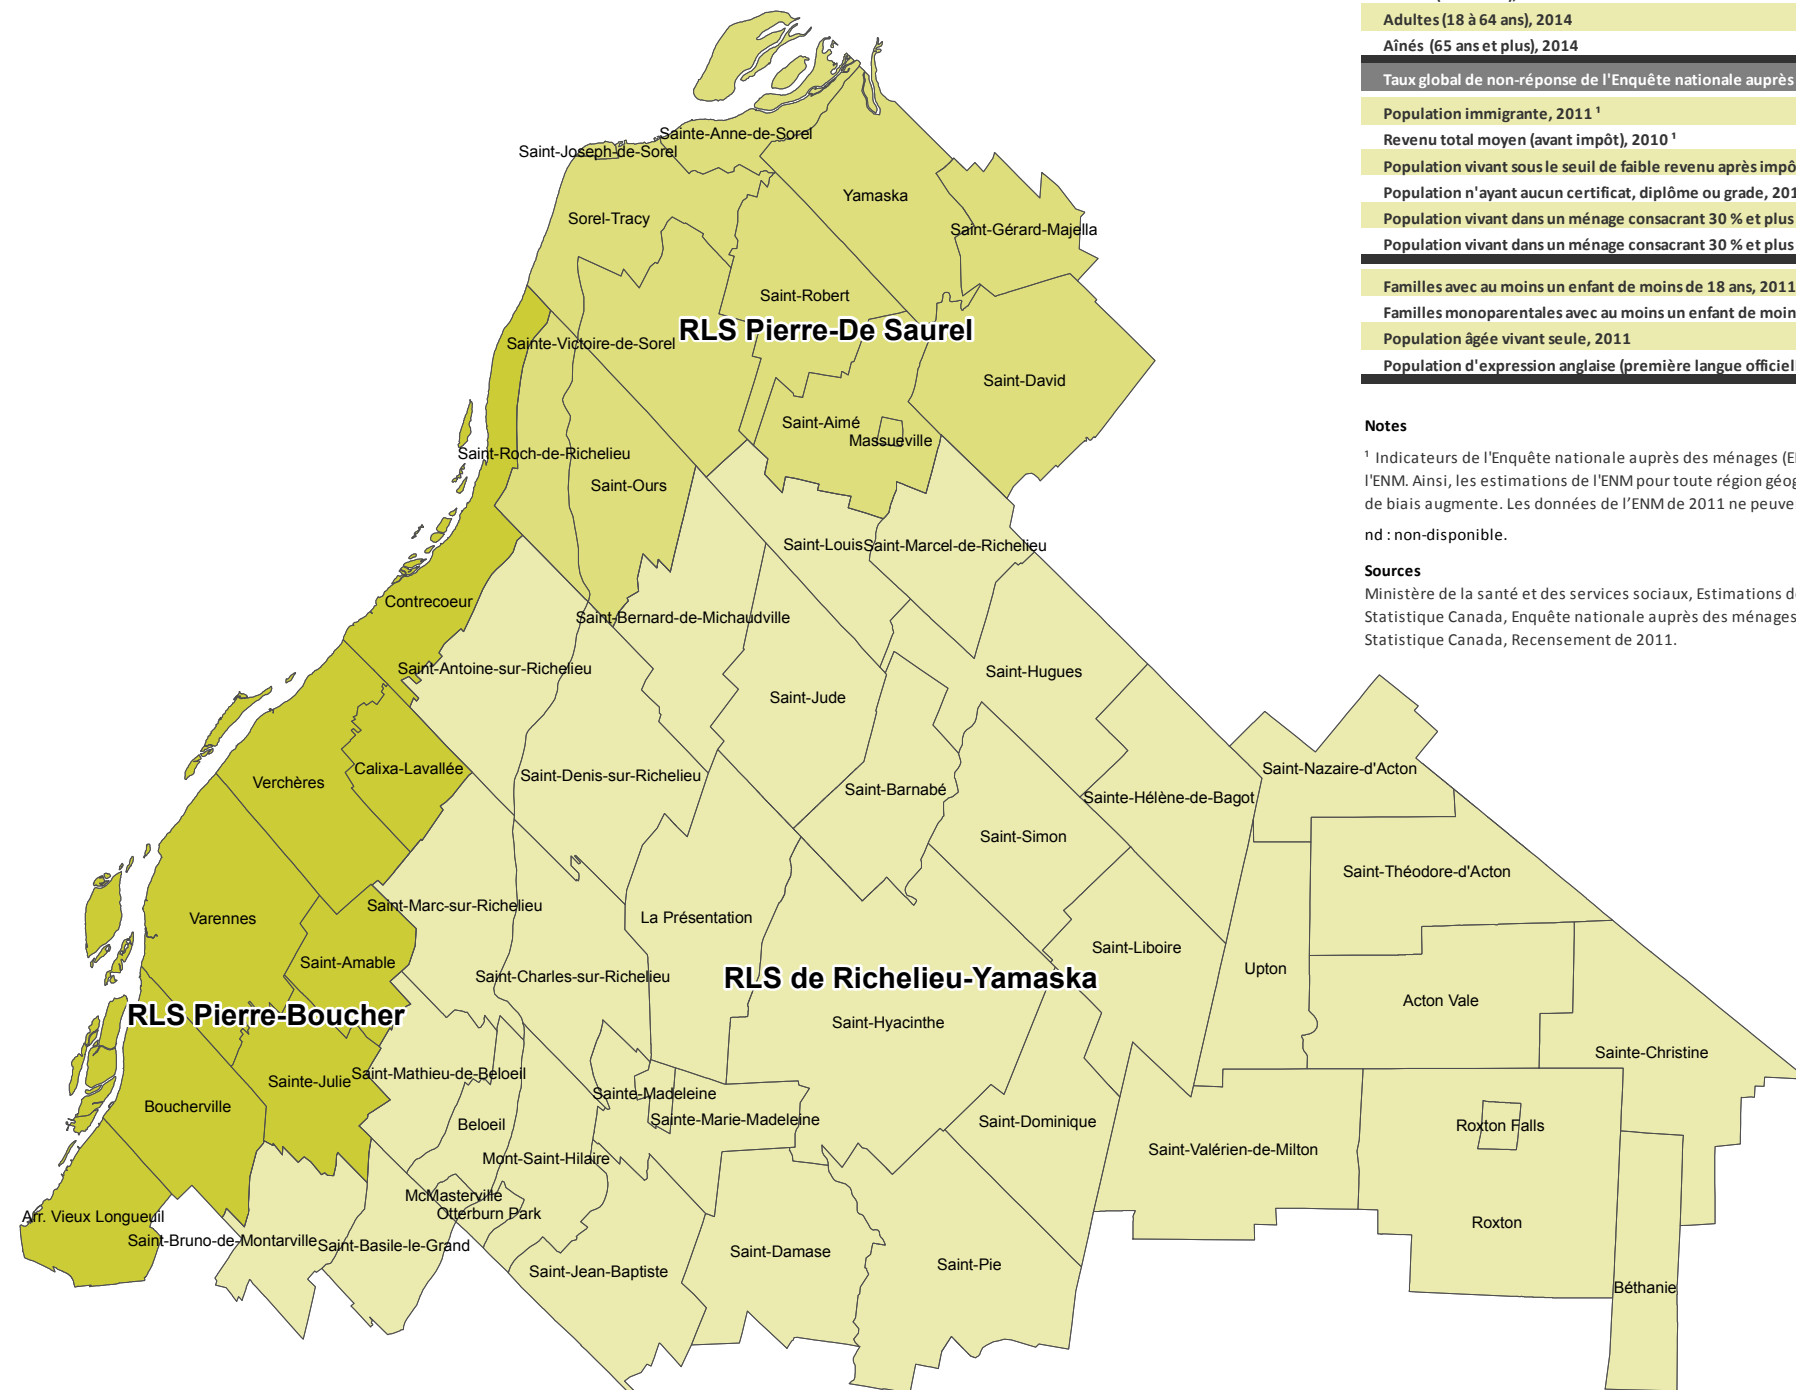 Adultes (18 à 64 ans), 2014
Aînés (65 ans et plus), 2014
Taux global de non-réponse de l'Enquête nationale auprès
Population immigrante, 2011 ¹
Revenu total moyen (avant impôt), 2010 ¹
Population vivant sous le seuil de faible revenu après impô
Population n'ayant aucun certificat, diplôme ou grade, 201
Population vivant dans un ménage consacrant 30 % et plus
Population vivant dans un ménage consacrant 30 % et plus
Familles avec au moins un enfant de moins de 18 ans, 2011
Familles monoparentales avec au moins un enfant de moin
Population âgée vivant seule, 2011
Population d'expression anglaise (première langue officiel
Notes
¹ Indicateurs de l'Enquête nationale auprès des ménages (E
l'ENM. Ainsi, les estimations de l'ENM pour toute région géog
de biais augmente. Les données de l'ENM de 2011 ne peuve
nd : non-disponible.
Sources
Ministère de la santé et des services sociaux, Estimations d
Statistique Canada, Enquête nationale auprès des ménages
Statistique Canada, Recensement de 2011.
Sainte-Anne-de-Sorel
Saint-Joseph-de-Sorel
Yamaska
Sorel-Tracy
Saint-Gérard-Majella
Saint-Robert
RLS Pierre-De Saurel
Sainte-Victoire-de-Sorel
Saint-David
Saint-Aimé
Massueville
Saint-Roch-de-Richelieu
Saint-Ours
Saint-Louis
Saint-Marcel-de-Richelieu
Contrecoeur
Saint-Bernard-de-Michaudville
Saint-Antoine-sur-Richelieu
Saint-Hugues
Saint-Jude
Calixa-Lavallée
Saint-Nazaire-d'Acton
Saint-Denis-sur-Richelieu
Verchères
Saint-Barnabé
Sainte-Hélène-de-Bagot
Saint-Simon
Saint-Théodore-d'Acton
Saint-Marc-sur-Richelieu
Varennes
La Présentation
Saint-Liboire
Saint-Amable
Upton
Saint-Charles-sur-Richelieu
RLS de Richelieu-Yamaska
Acton Vale
RLS Pierre-Boucher
Saint-Hyacinthe
Sainte-Christine
Saint-Mathieu-de-Beloeil
Sainte-Julie
Sainte-Madeleine
Boucherville
Sainte-Marie-Madeleine
Saint-Dominique
Beloeil
Roxton Falls
Saint-Valérien-de-Milton
Mont-Saint-Hilaire
McMasterville
Otterburn Park
Arr. Vieux Longueuil
Roxton
Saint-Bruno-de-Montarville
Saint-Basile-le-Grand
Saint-Damase
Saint-Pie
Saint-Jean-Baptiste
Béthanie